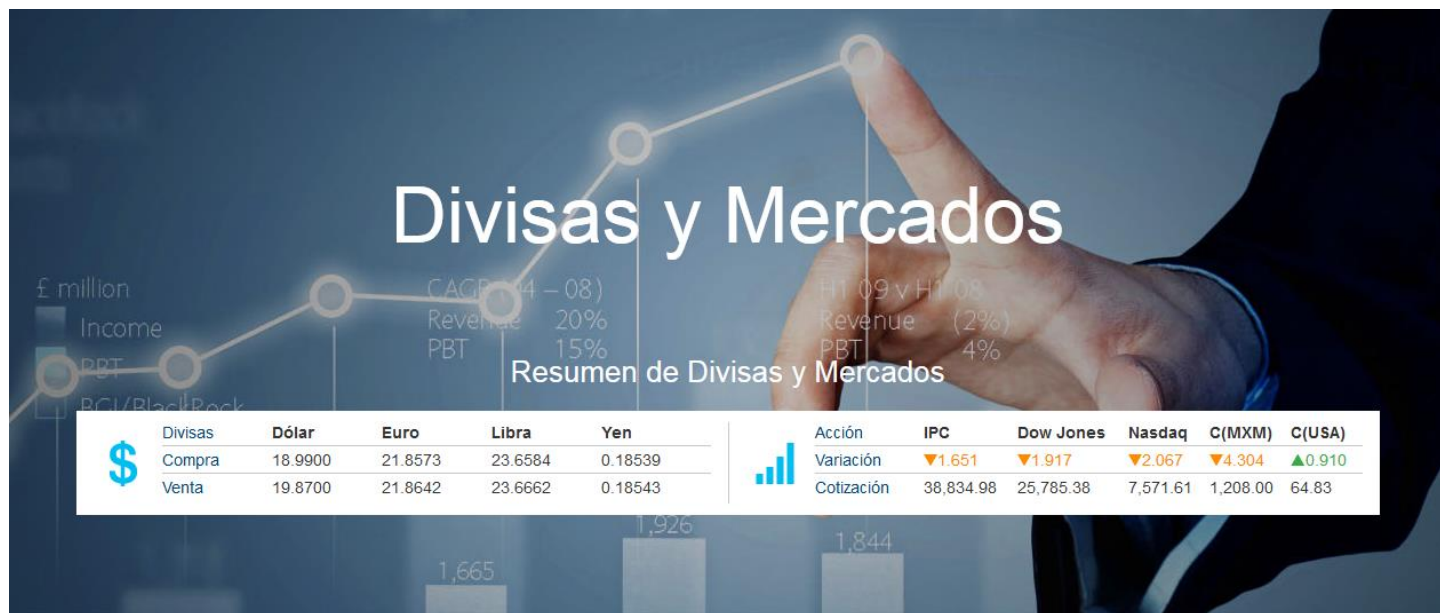 Divisas y Mercados
£ million
Income
PBT
BGI/BlackRock
CAGR (04 – 08)
Revenue 20%
PBT 15%
H1 09 v H1 08
Revenue (2%)
PBT 4%
Resumen de Divisas y Mercados
Divisas Dólar Euro Libra Yen
Compra 18.9900 21.8573 23.6584 0.18539
Venta 19.8700 21.8642 23.6662 0.18543
Acción IPC Dow Jones Nasdaq C(MXM) C(USA)
Variación ▼1.651 ▼1.917 ▼2.067 ▼4.304 ▲0.910
Cotización 38,834.98 25,785.38 7,571.61 1,208.00 64.83
1,926
1,844
1,665